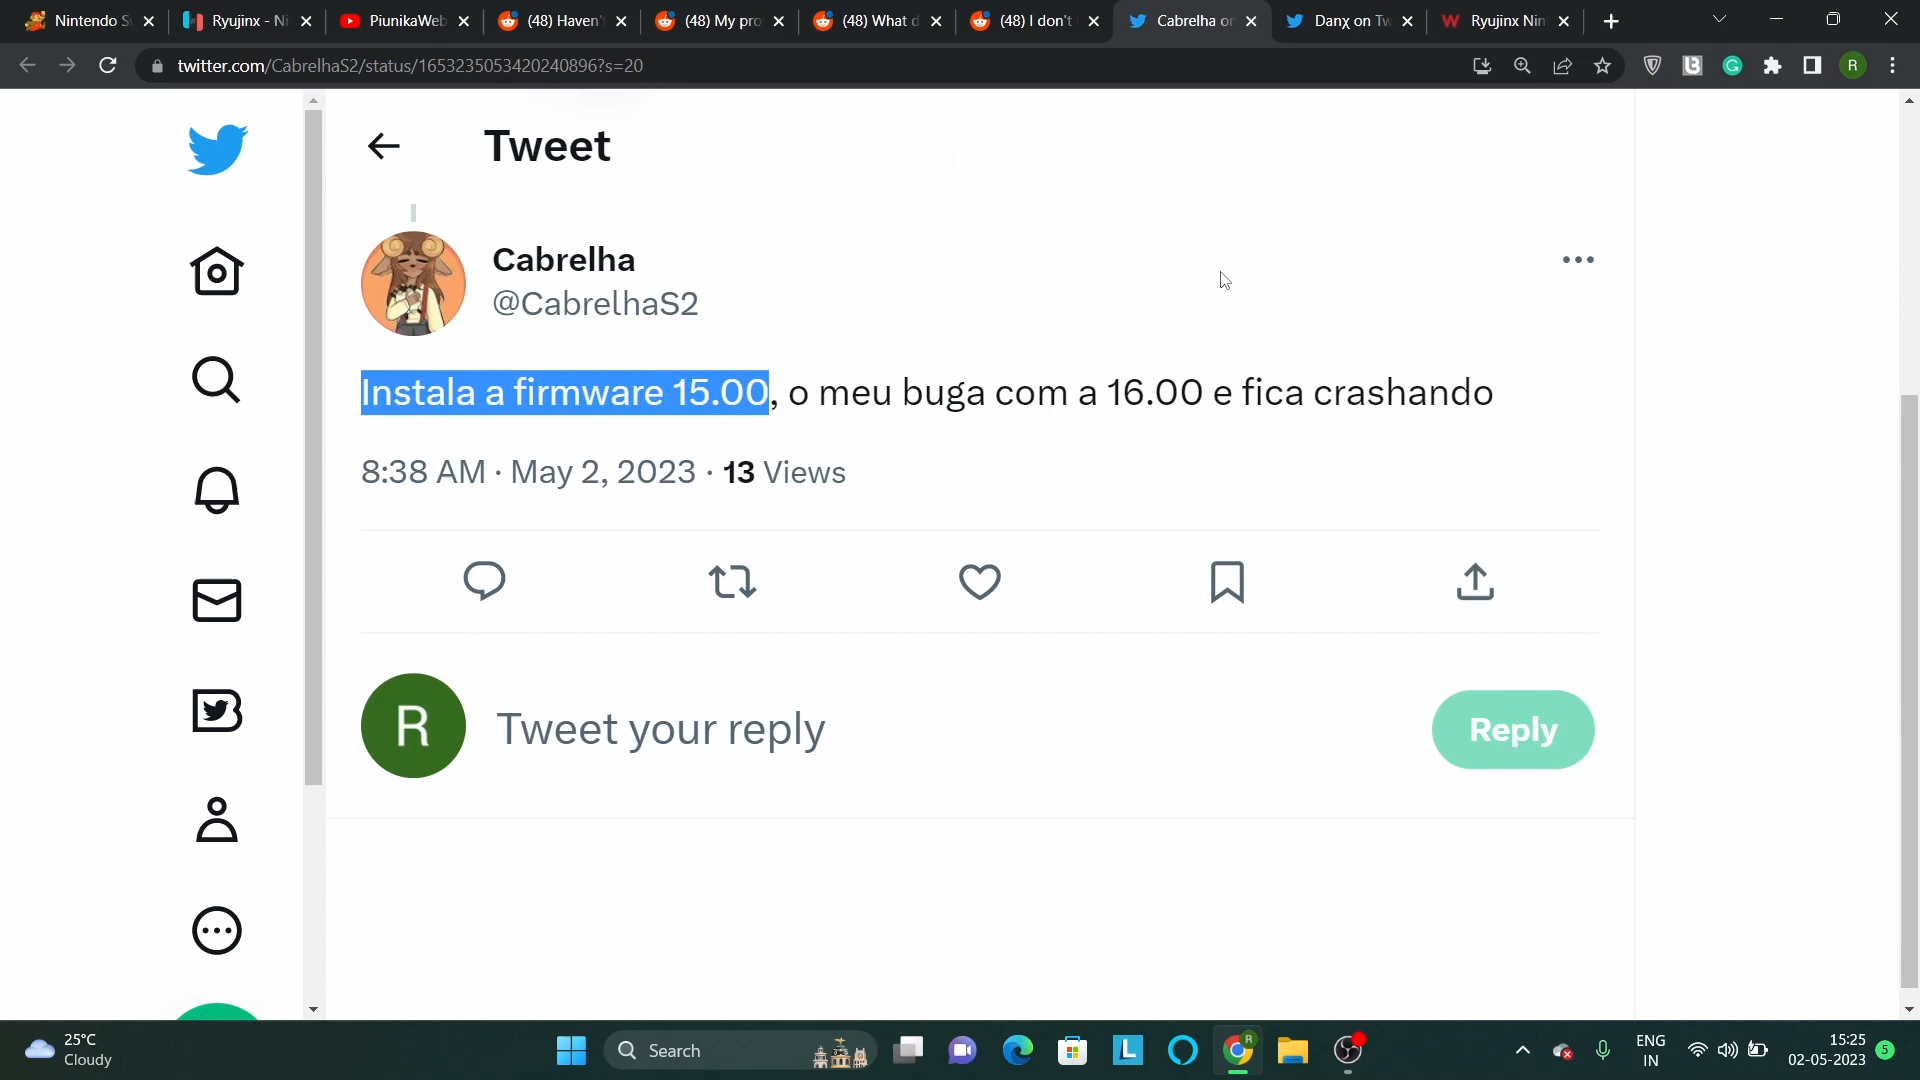 Nintendo S
Ryujinx - Ni
PiunikaWeb
(48) Haven'
(48) My pro
(48) What d
(48) I don't
Cabrelha on
Danχ on Tw
Ryujinx Nin
twitter.com/CabrelhaS2/status/1653235053420240896?s=20
R
Tweet
Cabrelha
@CabrelhaS2
Instala a firmware 15.00, o meu buga com a 16.00 e fica crashando
8:38 AM · May 2, 2023 · 13 Views
R
Tweet your reply
Reply
25°C
Cloudy
Search
L
R
ENG
IN
15:25
02-05-2023
5